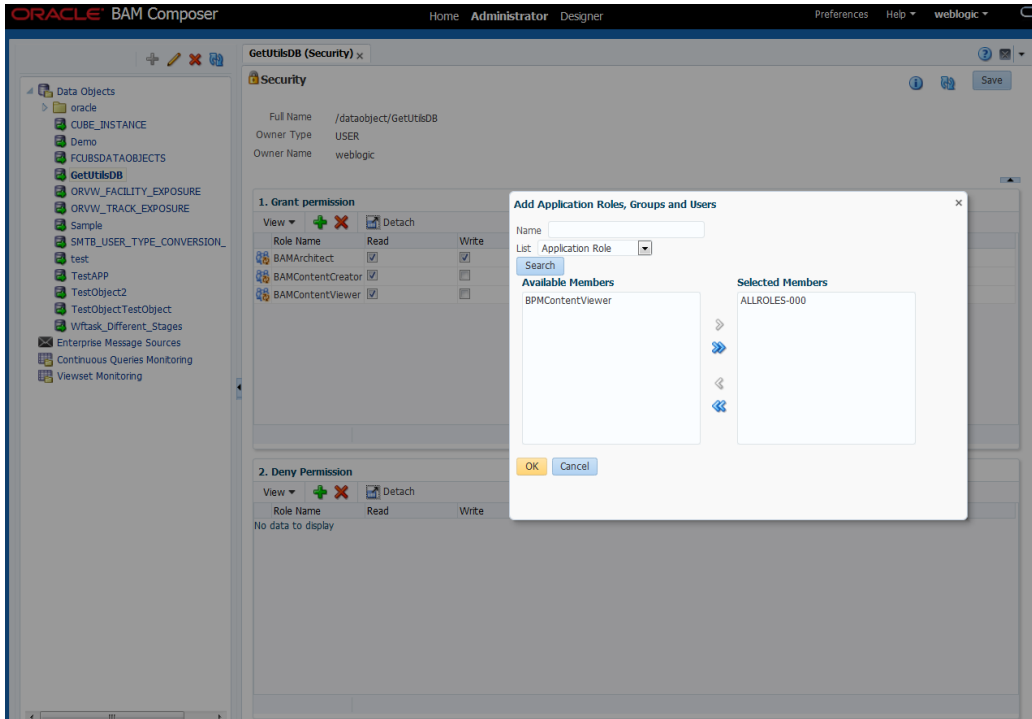 ORACLE BAM Composer
Home Administrator Designer
Preferences Help weblogic
GetUtilsDB (Security)
Security
Save
Full Name /dataobject/GetUtilsDB
Owner Type USER
Owner Name weblogic
Data Objects
oracle
CUBE_INSTANCE
Demo
FCUBSDATAOBJECTS
GetUtilsDB
ORVW_FACILITY_EXPOSURE
ORVW_TRACK_EXPOSURE
Sample
SMTB_USER_TYPE_CONVERSION_
test
TestAPP
TestObject2
TestObjectTestObject
Wftask_Different_Stages
Enterprise Message Sources
Continuous Queries Monitoring
Viewset Monitoring
1. Grant permission
View Detach
Role Name Read Write
BAMArchitect
BAMContentCreator
BAMContentViewer
2. Deny Permission
View Detach
Role Name Read Write
No data to display
Add Application Roles, Groups and Users
Name
List Application Role
Search
Available Members Selected Members
BPMContentViewer ALLROLES-000
OK Cancel